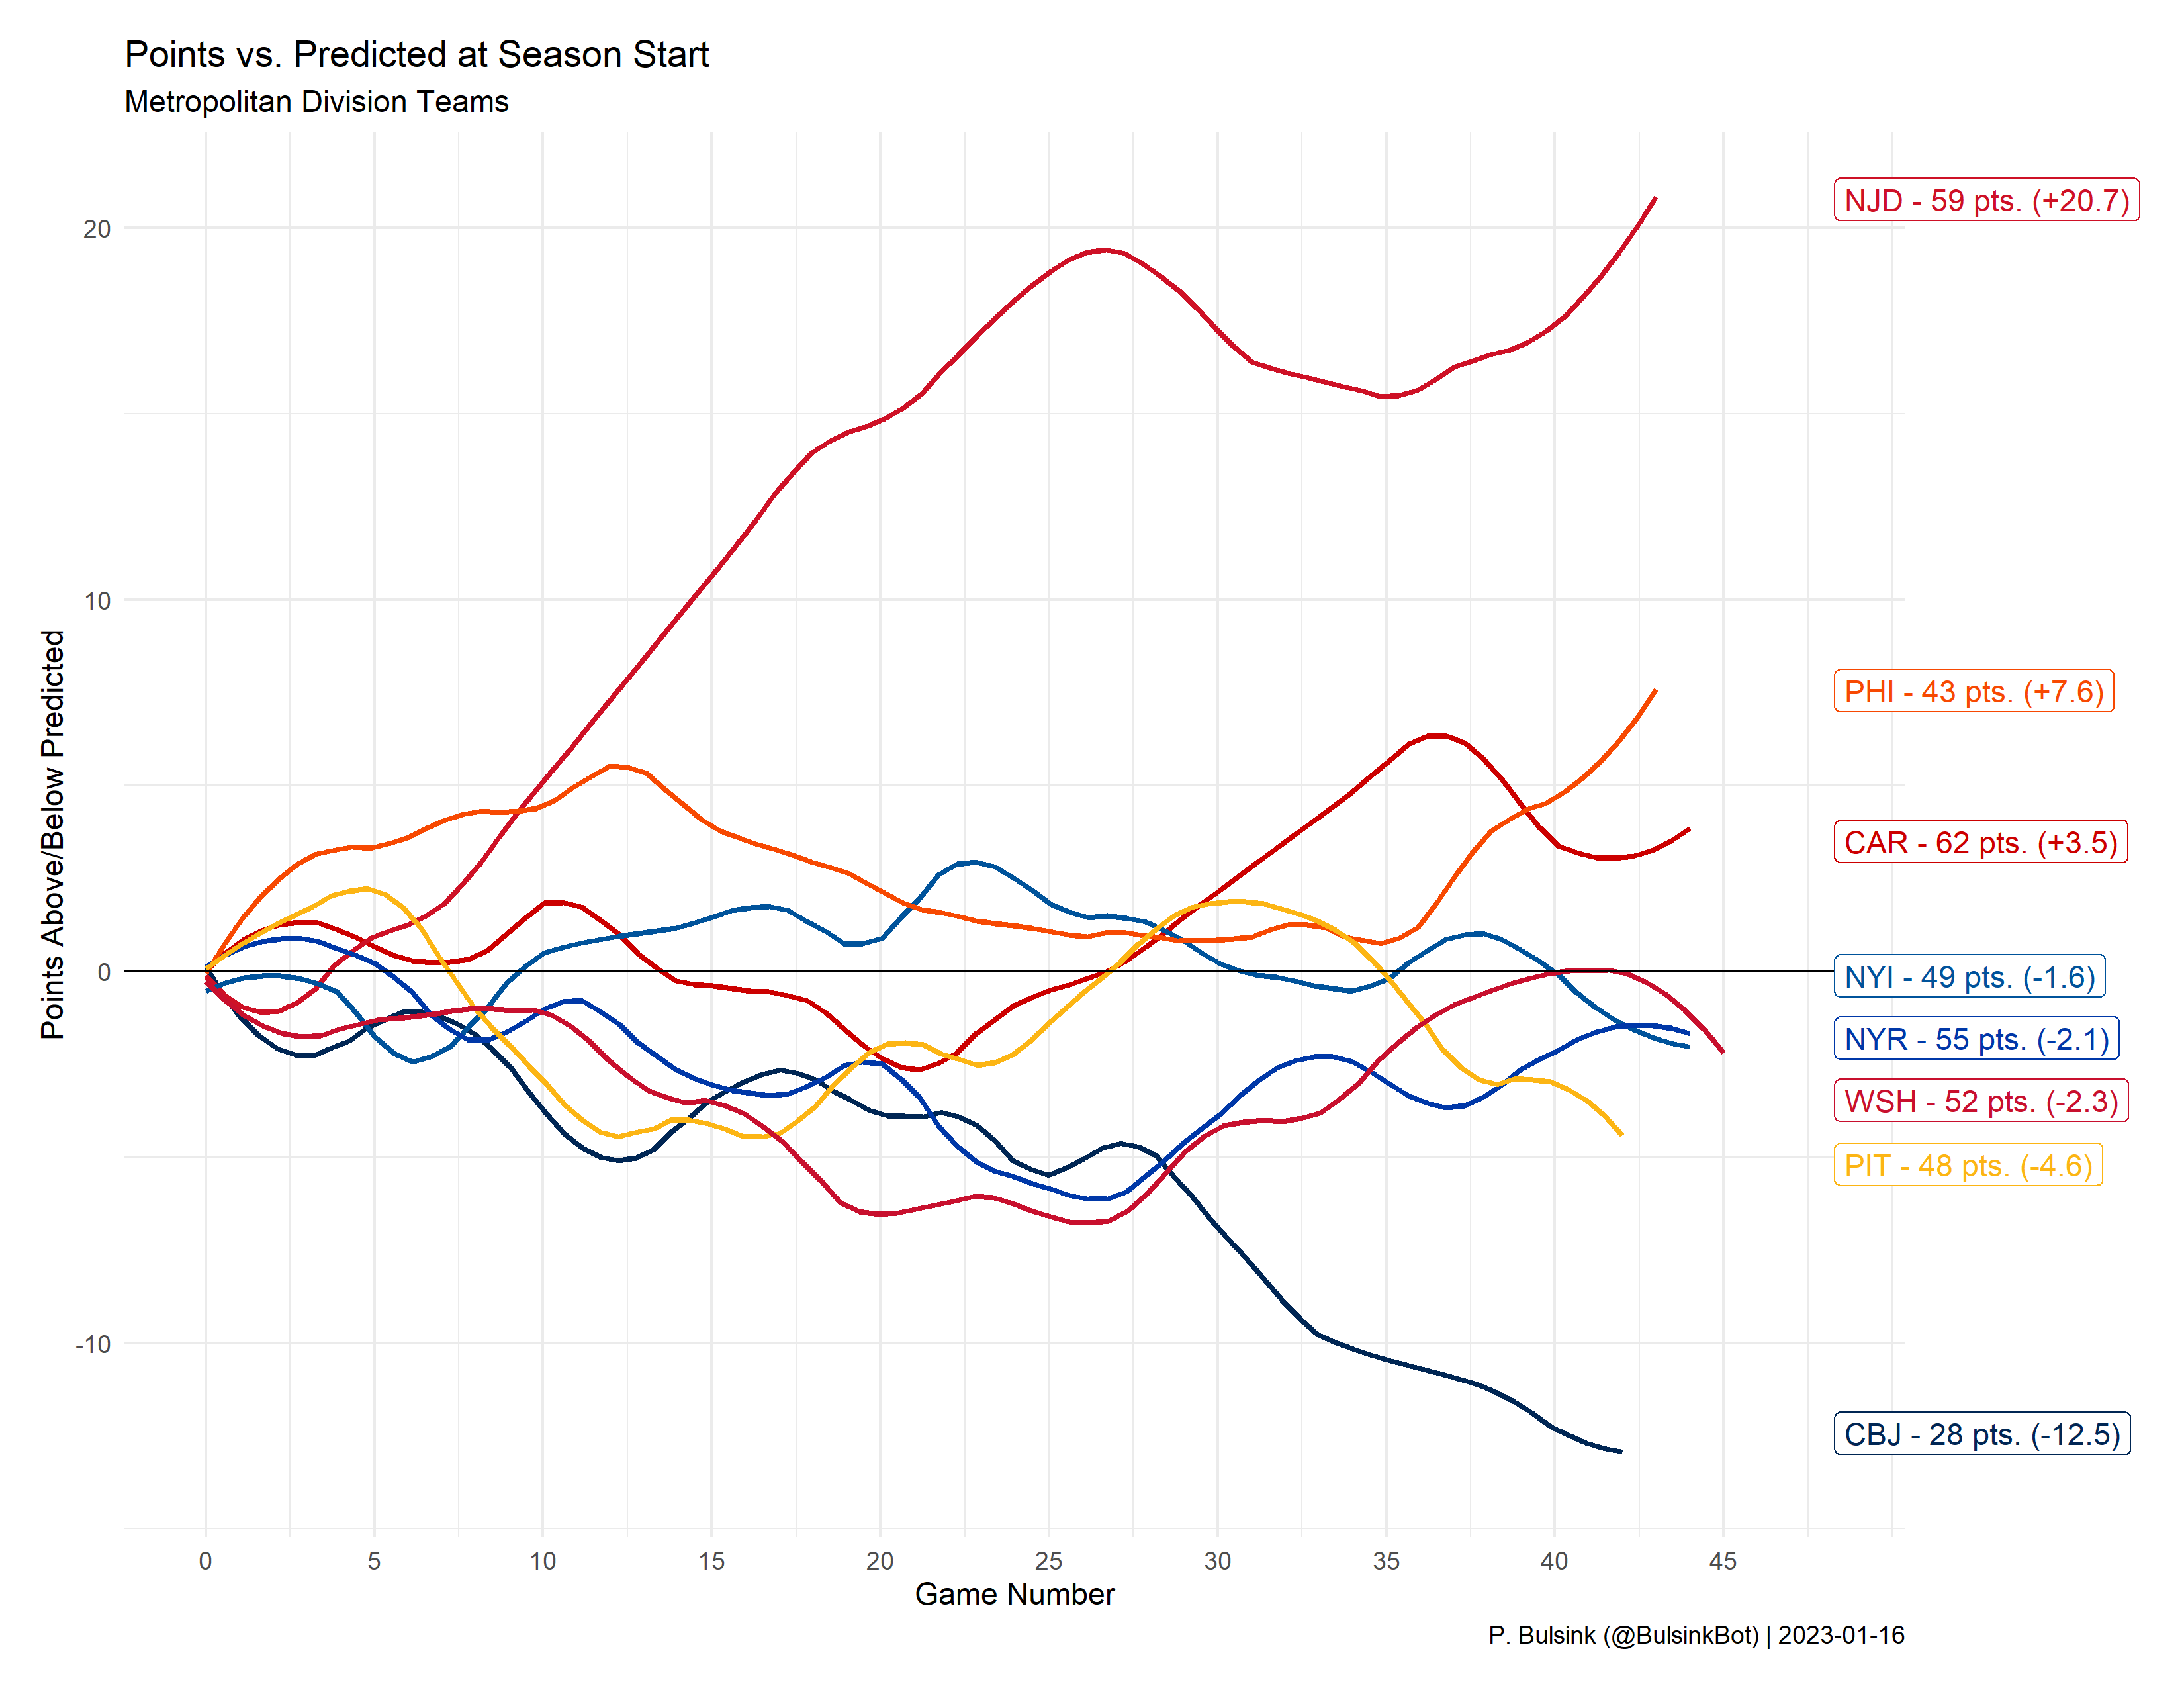 Points vs. Predicted at Season Start
Metropolitan Division Teams
Points Above/Below Predicted
20
10
0
-10
NJD - 59 pts. (+20.7)
PHI - 43 pts. (+7.6)
CAR - 62 pts. (+3.5)
NYI - 49 pts. (-1.6)
NYR - 55 pts. (-2.1)
WSH - 52 pts. (-2.3)
PIT - 48 pts. (-4.6)
CBJ - 28 pts. (-12.5)
0 5 10 15 20 25 30 35 40 45
Game Number
P. Bulsink (@BulsinkBot) | 2023-01-16